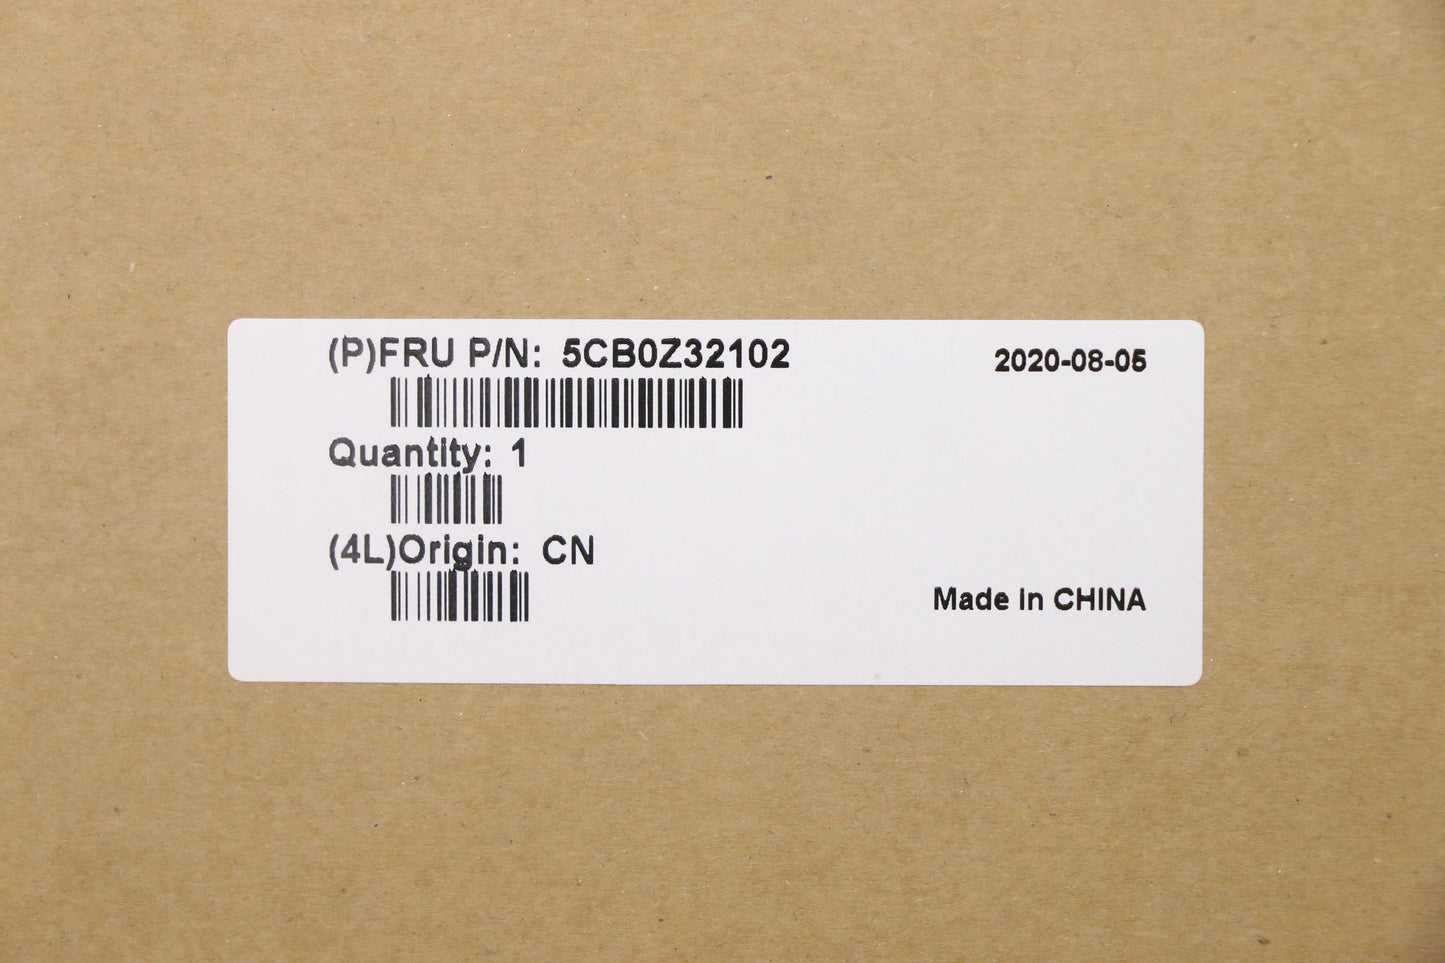 (P)FRU P/N: 5CB0Z32102
2020-08-05
Quantity: 1
(4L)Origin: CN
Made in CHINA